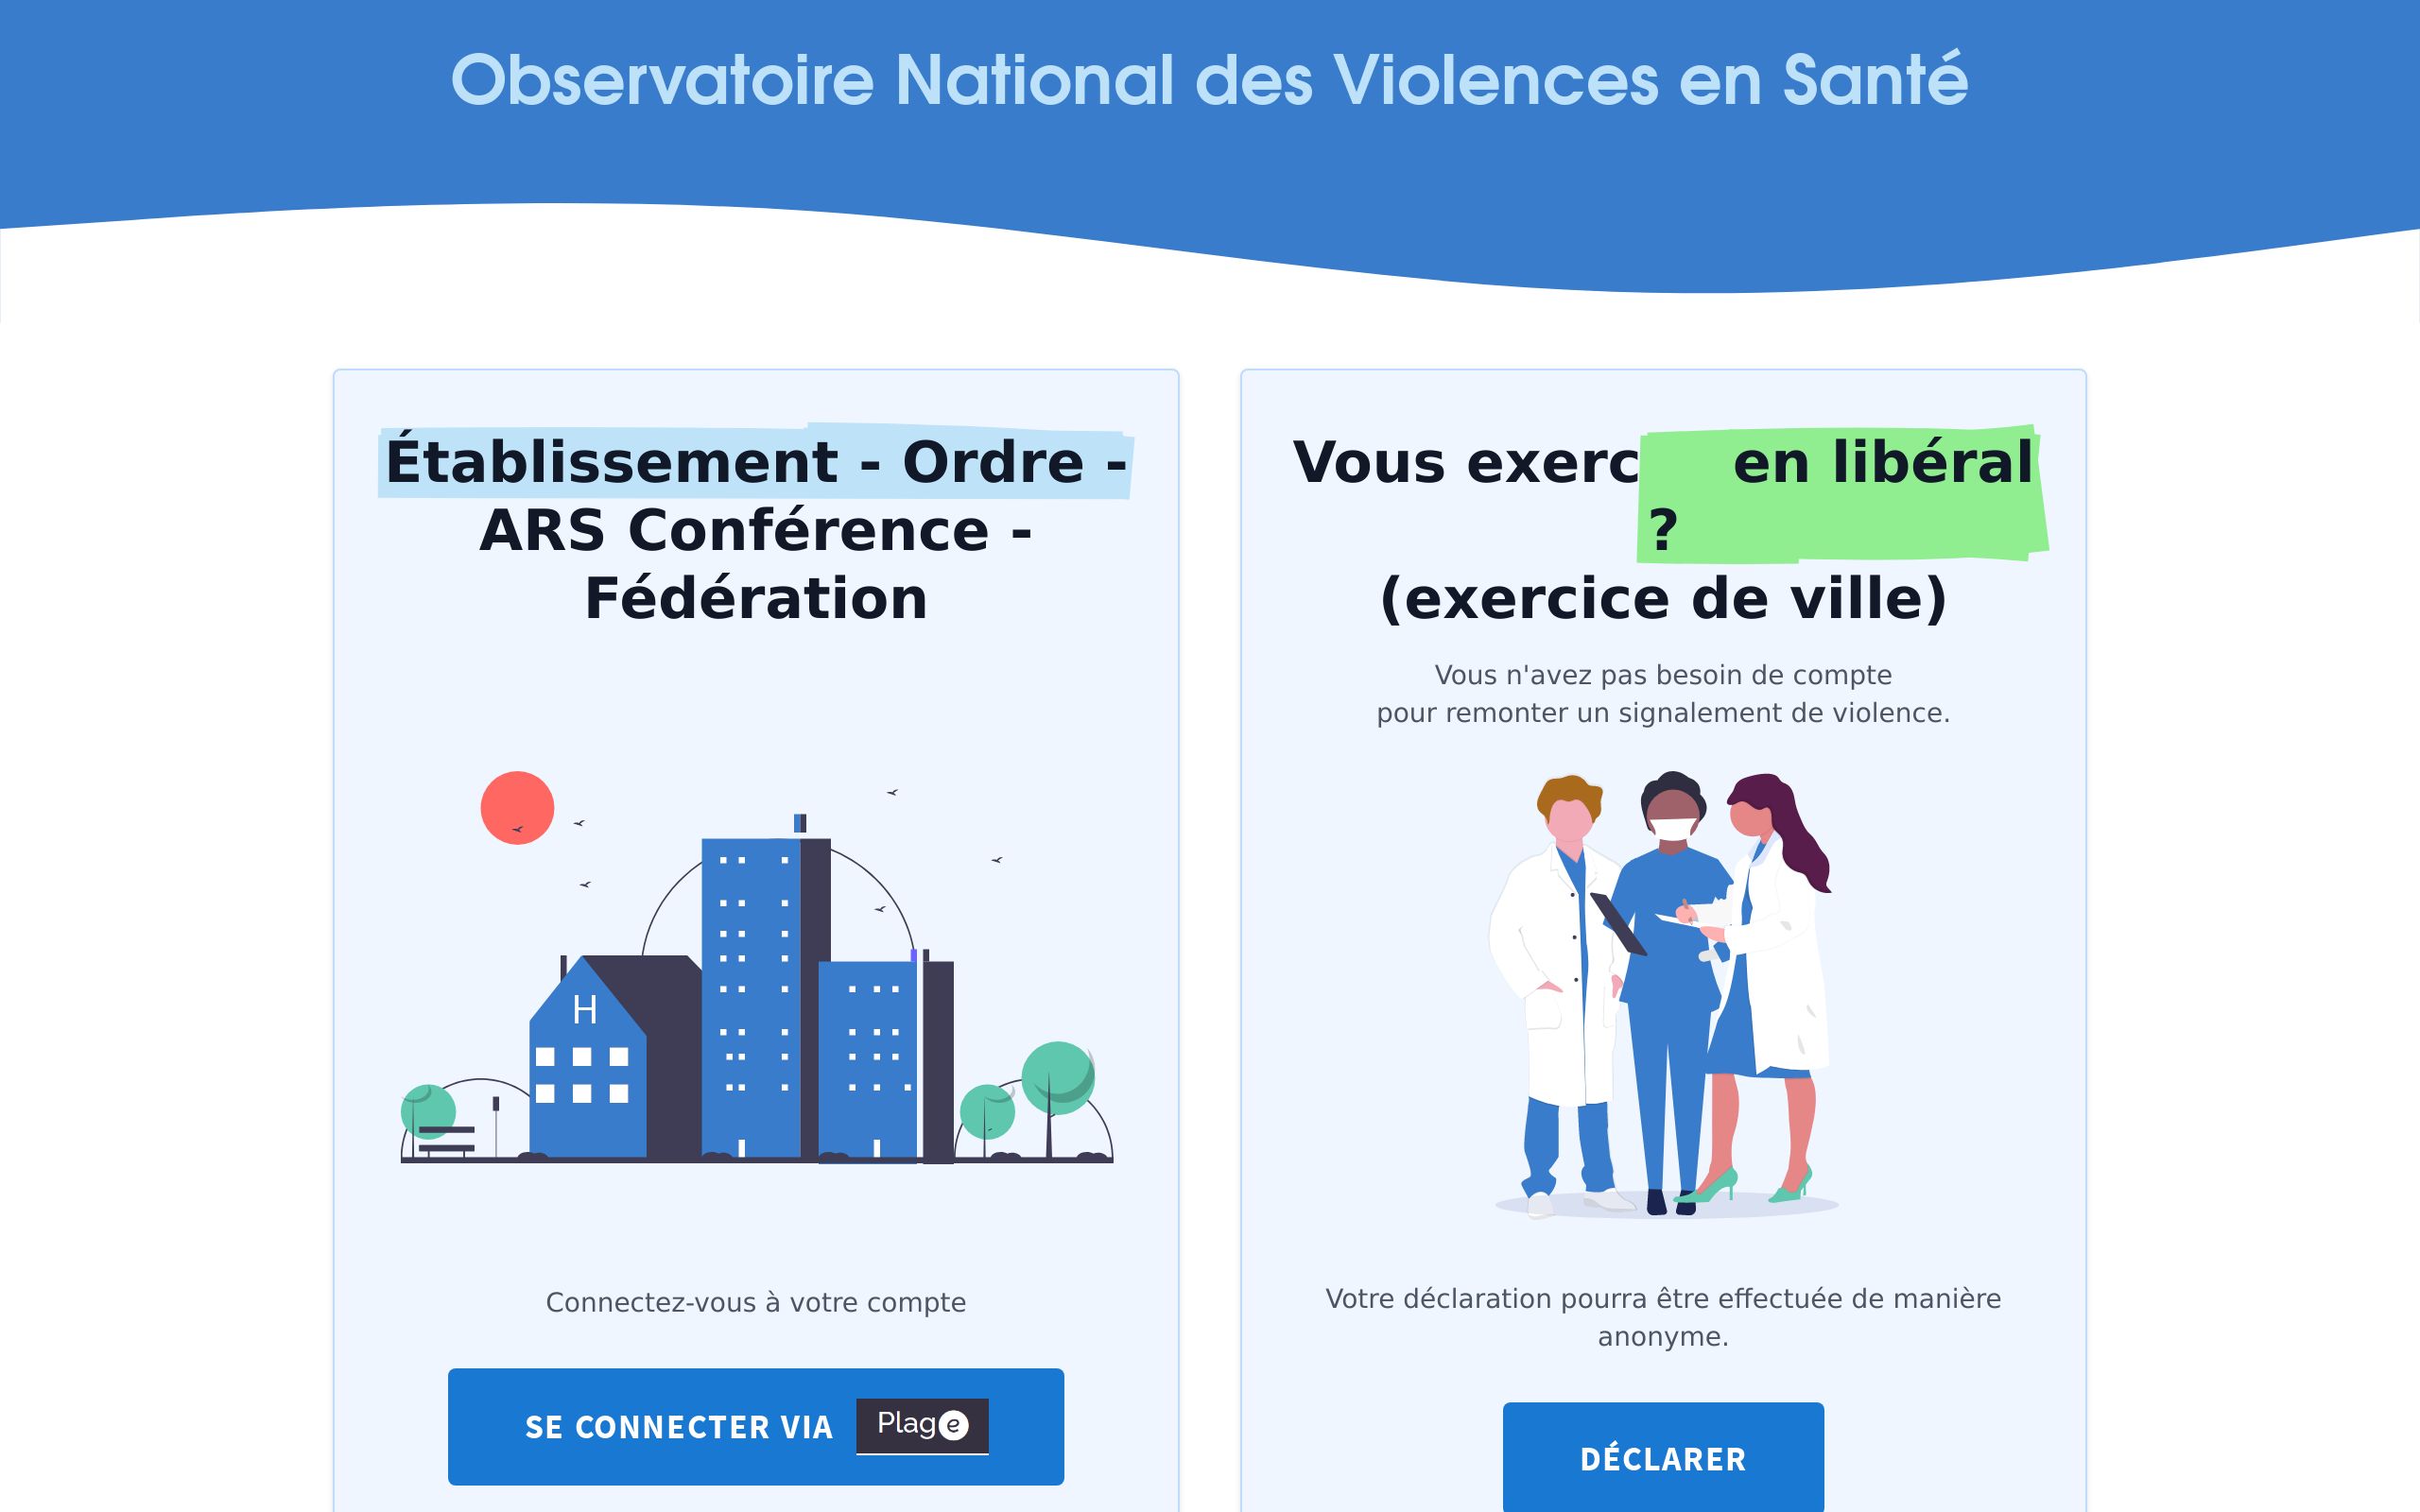 Observatoire National des Violences en Santé
Établissement - Ordre -
ARS Conférence -
Fédération
H
Connectez-vous à votre compte
SE CONNECTER VIA Plage
Vous exerc en libéral
?
(exercice de ville)
Vous n'avez pas besoin de compte
pour remonter un signalement de violence.
Votre déclaration pourra être effectuée de manière
anonyme.
DÉCLARER